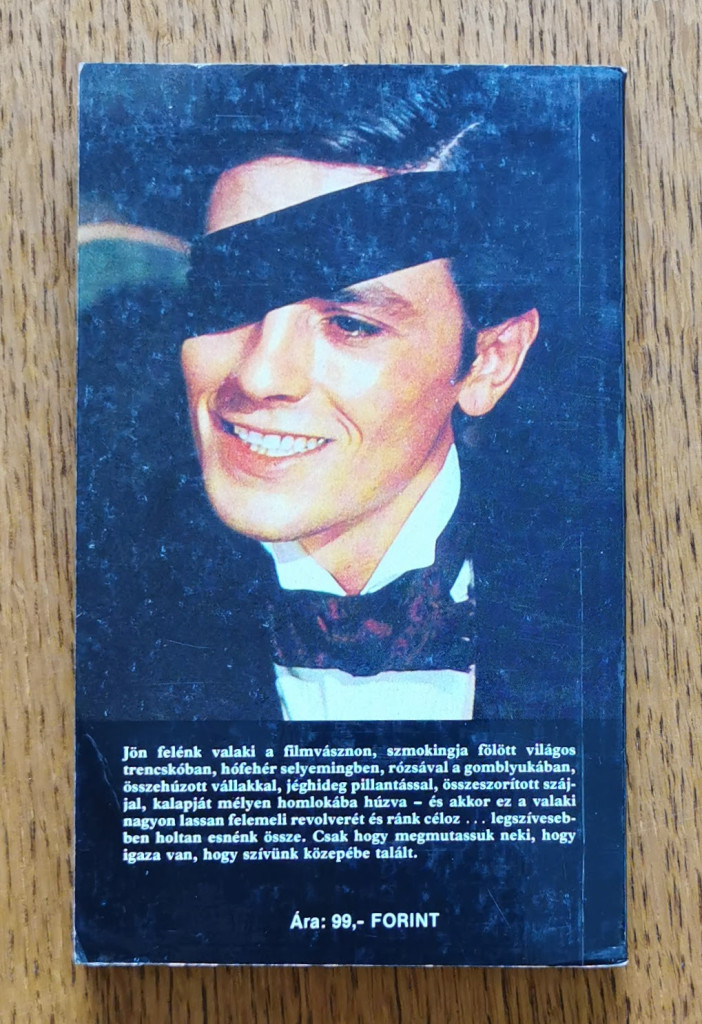 Jön felénk valaki a filmvásznon, szmokingja fölött világos
trencskóban, hófehér selyemingben, rózsával a gomblyukában,
összehúzott vállakkal, jéghideg pillantással, összeszorított száj-
jal, kalapját mélyen homlokába húzva – és akkor ez a valaki
nagyon lassan felemeli revolverét és ránk céloz ... legszíveseb-
ben holtan esnénk össze. Csak hogy megmutassuk neki, hogy
igaza van, hogy szívünk közepébe talált.
Ára: 99,- FORINT